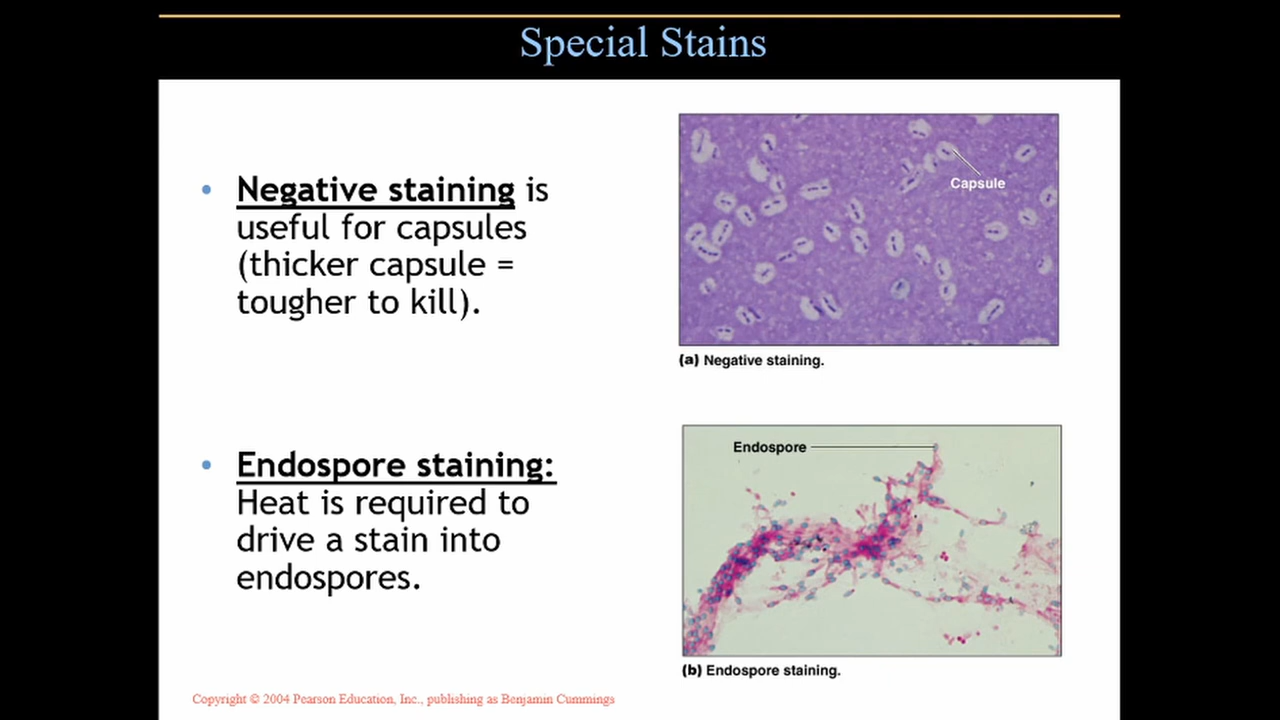 Special Stains
• Negative staining is
useful for capsules
(thicker capsule =
tougher to kill).
Capsule
(a) Negative staining.
• Endospore staining:
Heat is required to
drive a stain into
endospores.
Endospore
(b) Endospore staining.
Copyright © 2004 Pearson Education, Inc., publishing as Benjamin Cummings